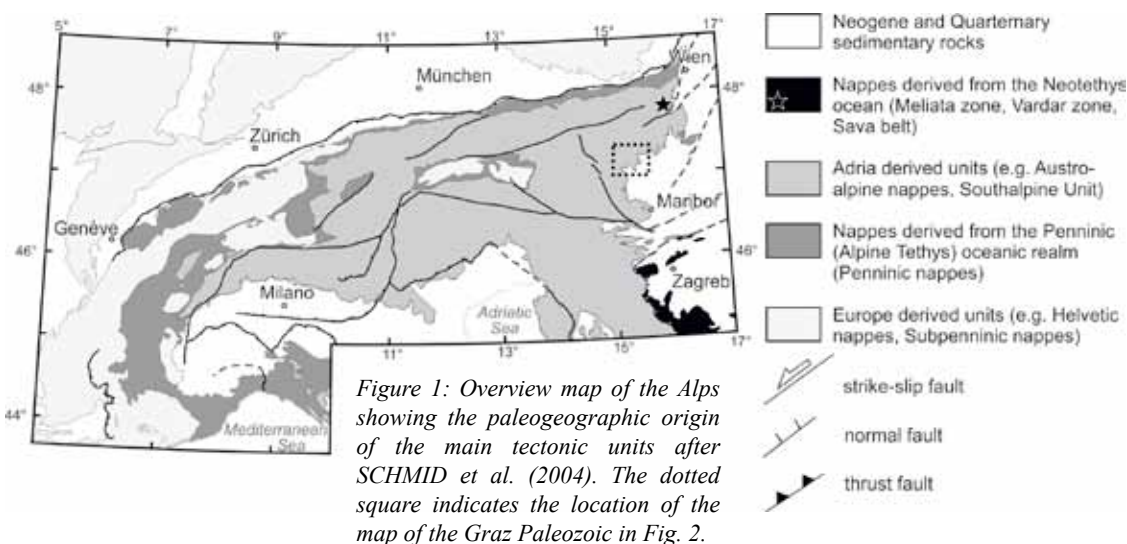 5°
7°
9°
11°
13°
15°
17°
Wien
48°
München
48°
Zürich
Maribor
Genéve
46°
46°
Zagreb
Milano
Adriatic
Sea
11°
13°
15°
17°
44°
Mediterranean
Sea
Neogene and Quarternary
sedimentary rocks
Nappes derived from the Neotethys
ocean (Meliata zone, Vardar zone,
Sava belt)
Adria derived units (e.g. Austro-
alpine nappes, Southalpine Unit)
Nappes derived from the Penninic
(Alpine Tethys) oceanic realm
(Penninic nappes)
Europe derived units (e.g. Helvetic
nappes, Subpenninic nappes)
strike-slip fault
normal fault
thrust fault
Figure 1: Overview map of the Alps
showing the paleogeographic origin
of the main tectonic units after
SCHMID et al. (2004). The dotted
square indicates the location of the
map of the Graz Paleozoic in Fig. 2.